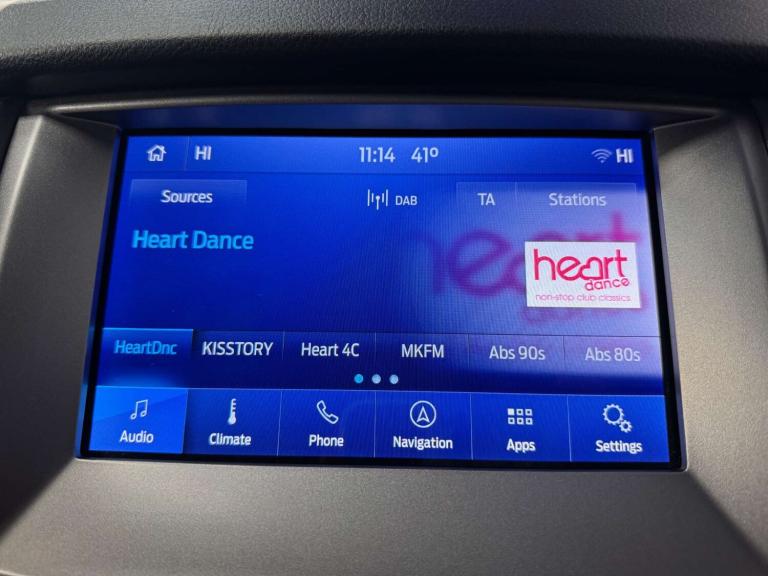 HI 11:14 41° HI
Sources DAB TA Stations
Heart Dance
heart
dance
non-stop club classics
HeartDnc KISSTORY Heart 4C MKFM Abs 90s Abs 80s
Audio Climate Phone Navigation Apps Settings